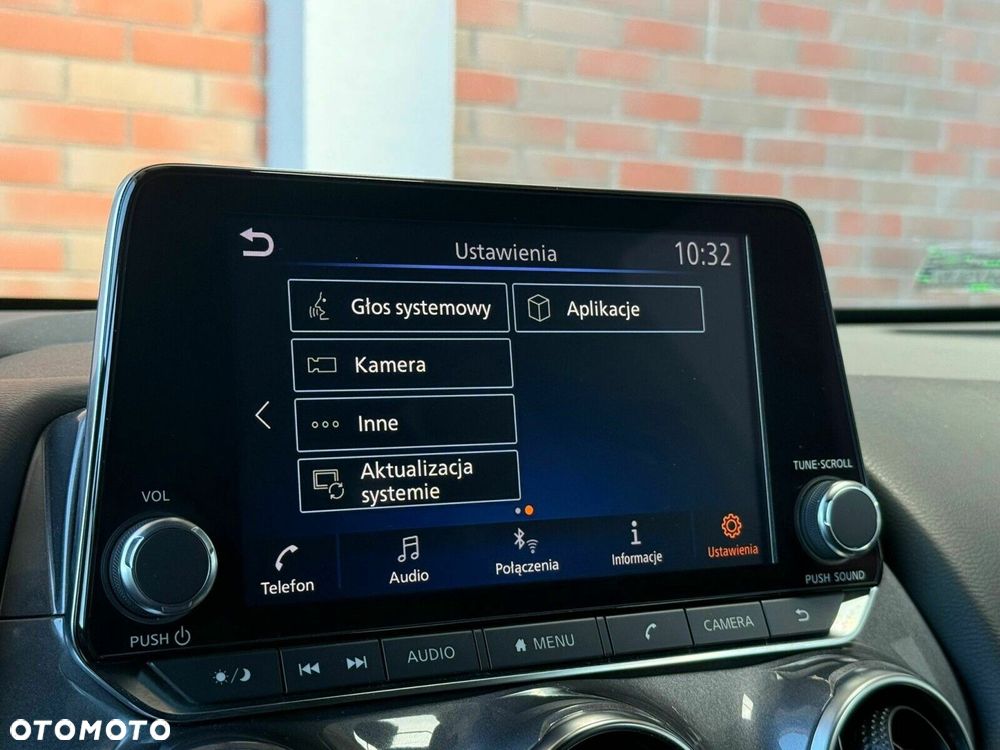 Ustawienia
10:32
Głos systemowy
Aplikacje
Kamera
Inne
Aktualizacja
systemie
Telefon
Audio
Połączenia
Informacje
Ustawienia
VOL
PUSH
TUNE·SCROLL
PUSH SOUND
AUDIO
MENU
CAMERA
OTOMOTO